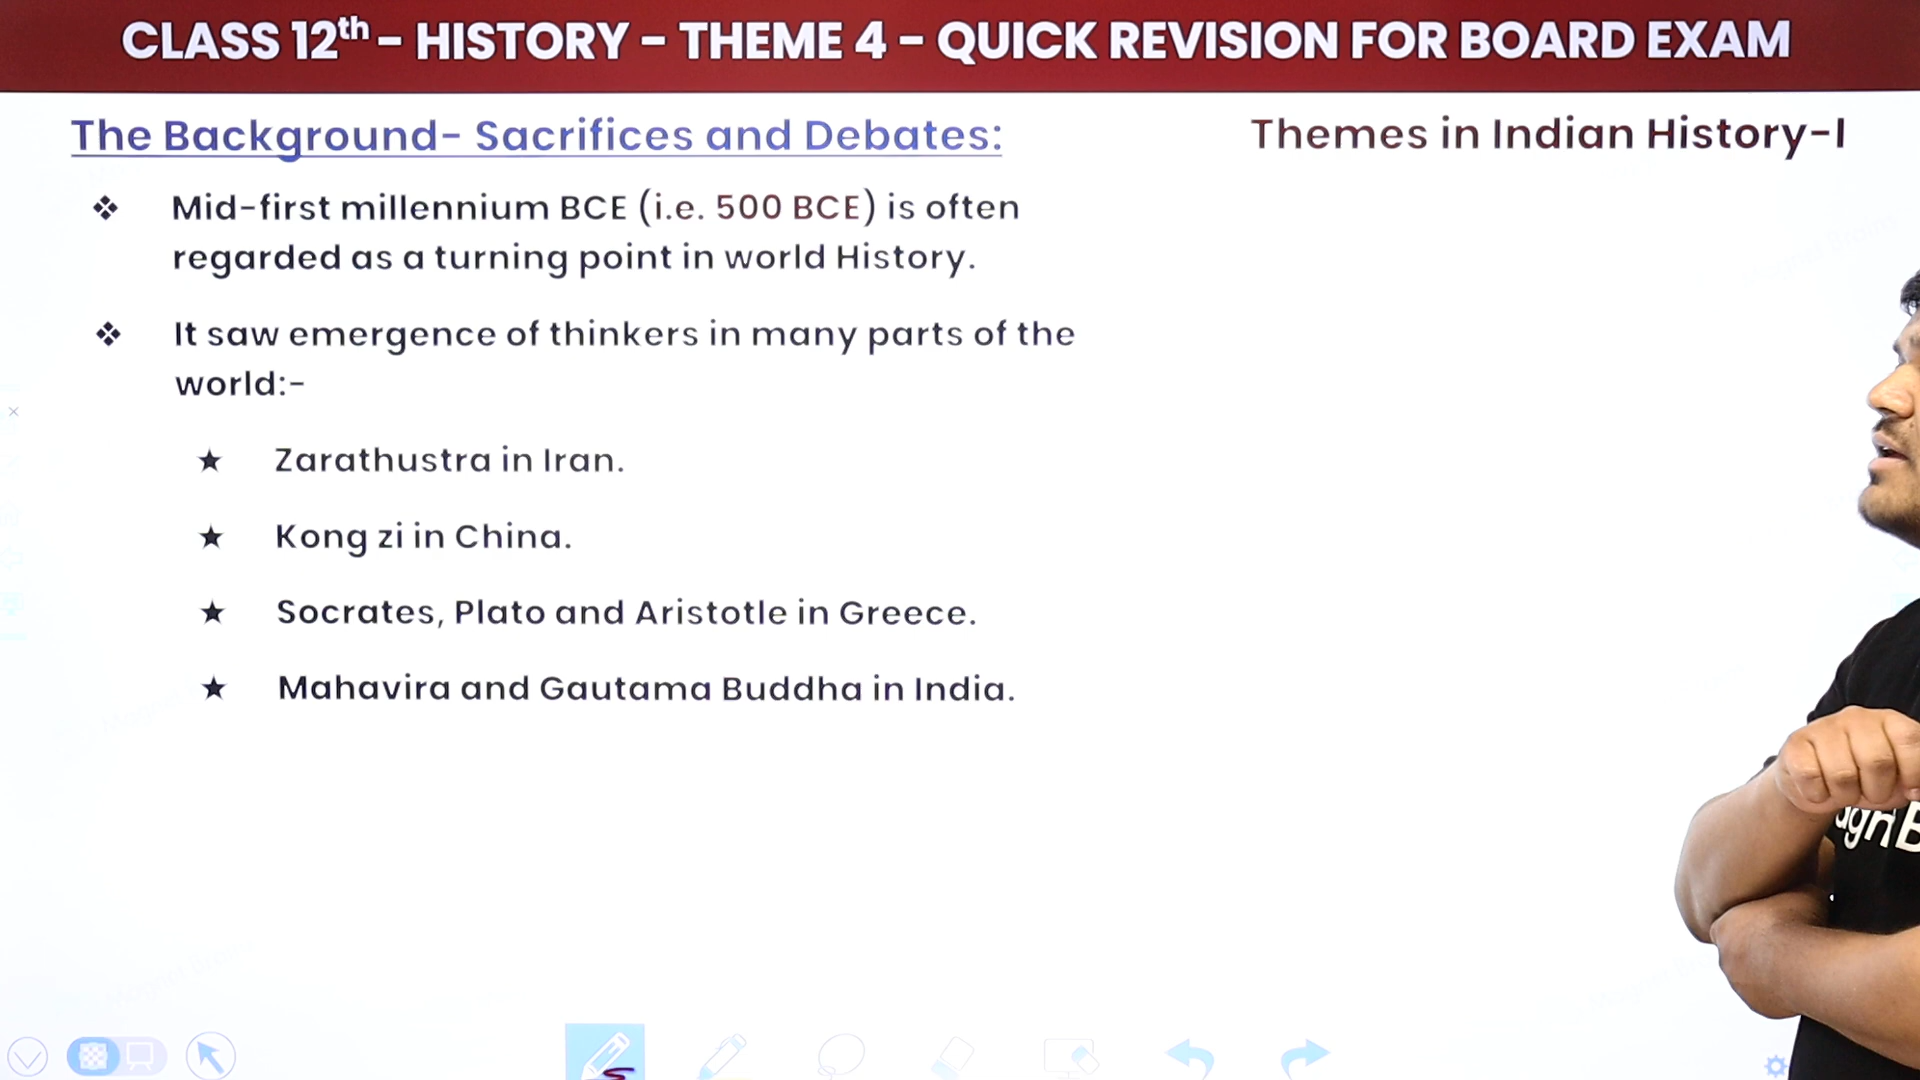 CLASS 12th - HISTORY - THEME 4 - QUICK REVISION FOR BOARD EXAM
The Background- Sacrifices and Debates:
Themes in Indian History-I
❖ Mid-first millennium BCE (i.e. 500 BCE) is often
regarded as a turning point in world History.
❖ It saw emergence of thinkers in many parts of the
world:-
★ Zarathustra in Iran.
★ Kong zi in China.
★ Socrates, Plato and Aristotle in Greece.
★ Mahavira and Gautama Buddha in India.